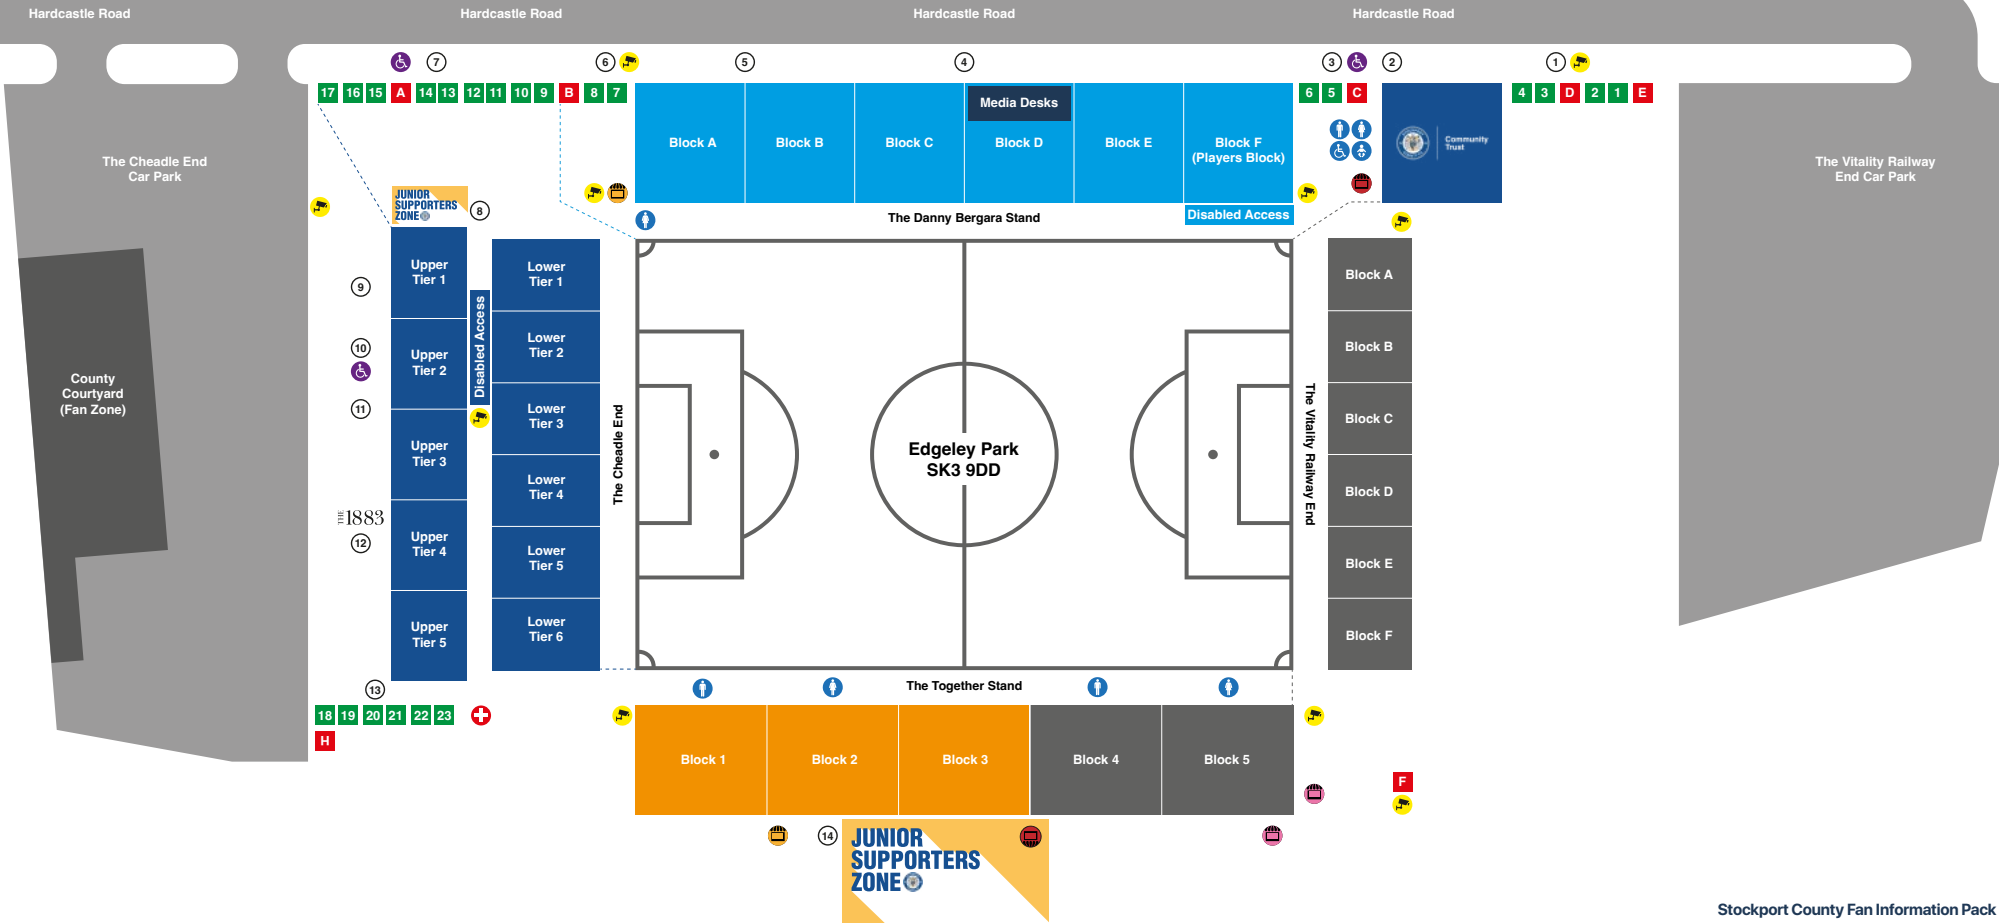 Hardcastle Road
Hardcastle Road
Hardcastle Road
Hardcastle Road
7
6
5
4
3
2
1
17
16
15
A
14
13
12
11
10
9
B
8
7
6
5
C
4
3
D
2
1
E
Media Desks
Block A
Block B
Block C
Block D
Block E
Block F
(Players Block)
Community
Trust
The Cheadle End
Car Park
The Vitality Railway
End Car Park
JUNIOR
SUPPORTERS
ZONE
8
The Danny Bergara Stand
Disabled Access
Upper
Tier 1
Upper
Tier 2
Upper
Tier 3
Upper
Tier 4
Upper
Tier 5
Disabled Access
Lower
Tier 1
Lower
Tier 2
Lower
Tier 3
Lower
Tier 4
Lower
Tier 5
Lower
Tier 6
9
10
11
THE 1883
12
13
County
Courtyard
(Fan Zone)
The Cheadle End
Edgeley Park
SK3 9DD
The Vitality Railway End
Block A
Block B
Block C
Block D
Block E
Block F
The Together Stand
18
19
20
21
22
23
H
Block 1
Block 2
Block 3
Block 4
Block 5
F
14
JUNIOR
SUPPORTERS
ZONE
Stockport County Fan Information Pack